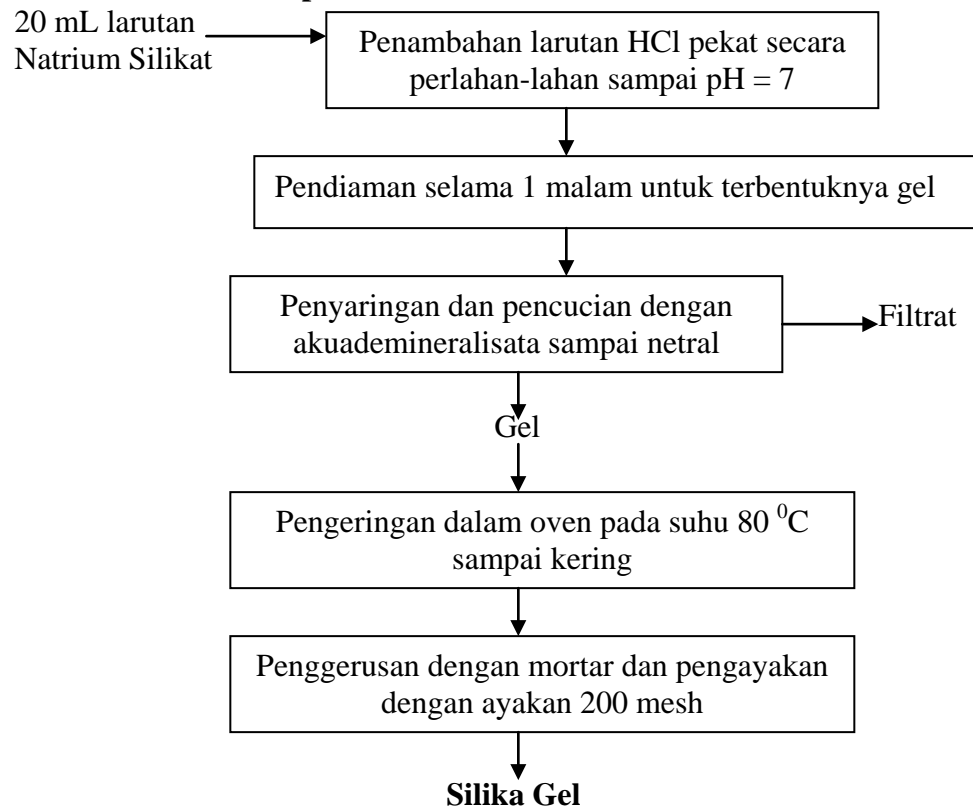 20 mL larutan
Natrium Silikat
Penambahan larutan HCl pekat secara
perlahan-lahan sampai pH = 7
Pendiaman selama 1 malam untuk terbentuknya gel
Penyaringan dan pencucian dengan
akuademineralisata sampai netral
Filtrat
Gel
Pengeringan dalam oven pada suhu 80 ⁰C
sampai kering
Penggerusan dengan mortar dan pengayakan
dengan ayakan 200 mesh
Silika Gel